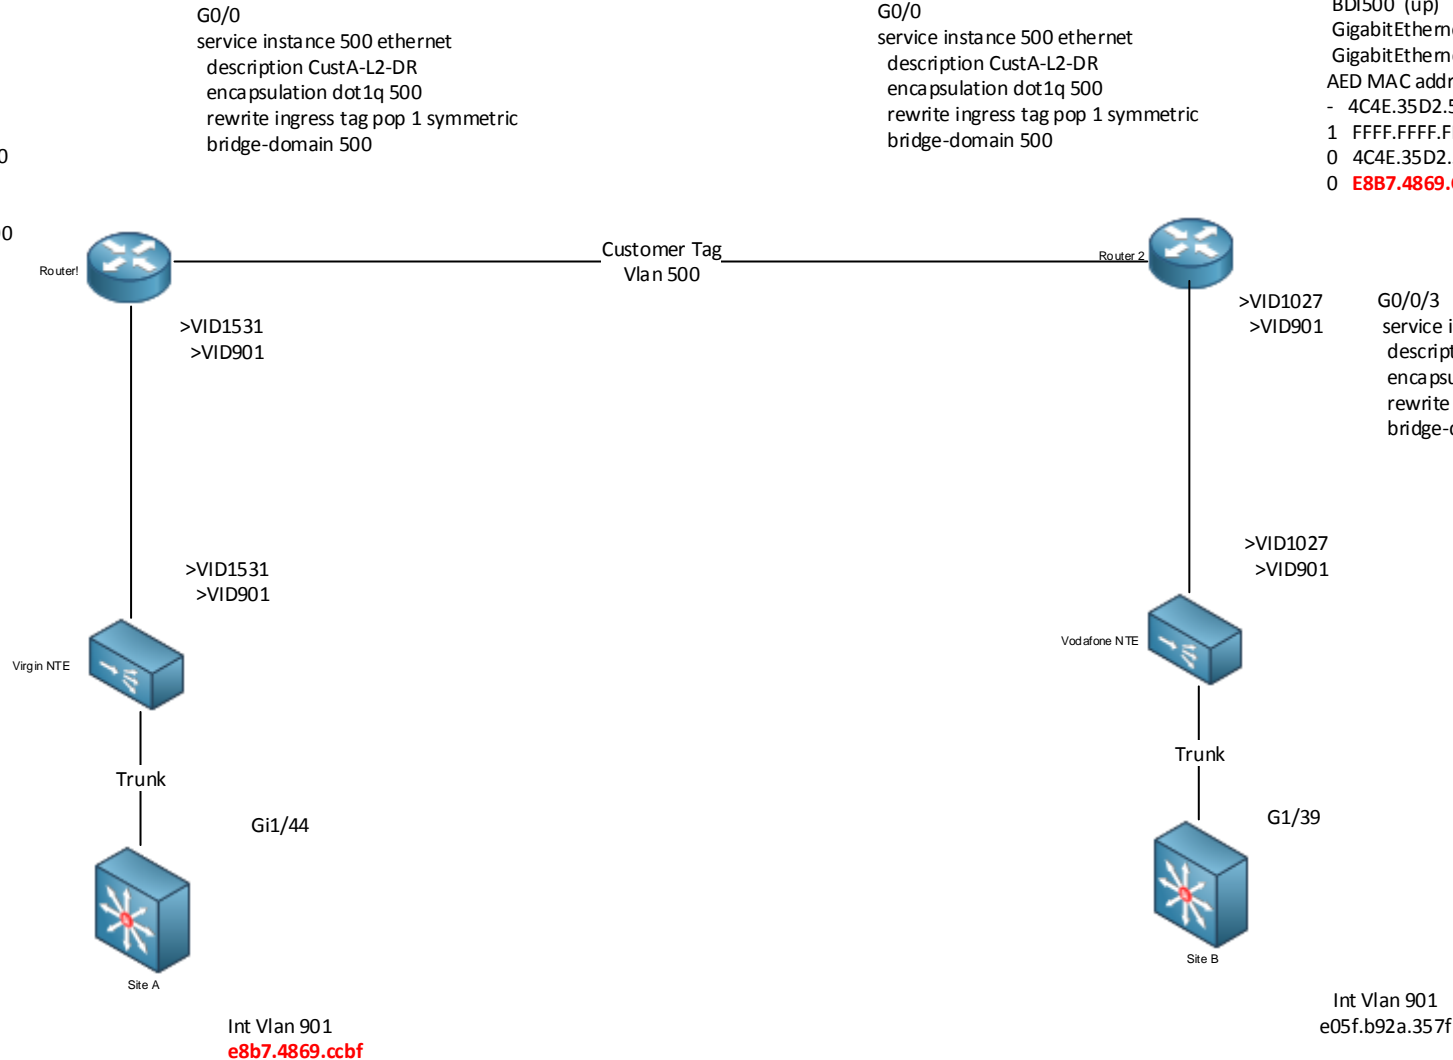 G0/0
service instance 500 ethernet
description CustA-L2-DR
encapsulation dot1q 500
rewrite ingress tag pop 1 symmetric
bridge-domain 500
G0/0
service instance 500 ethernet
description CustA-L2-DR
encapsulation dot1q 500
rewrite ingress tag pop 1 symmetric
bridge-domain 500
BDI500 (up)
AED MAC
- 4C4E.35D2.
1 FFFF.FFFF.
0 4C4E.35D2.
0 E8B7.4869.
Router!
Customer Tag
Vlan 500
Router 2
>VID1531
>VID901
>VID1027
>VID901
G0/0/3
service
rewrite
>VID1531
>VID901
>VID1027
>VID901
Virgin NTE
Vodafone NTE
Trunk
Trunk
Gi1/44
G1/39
Site A
Site B
Int Vlan 901
e8b7.4869.ccbf
Int Vlan 901
e05f.b92a.357f